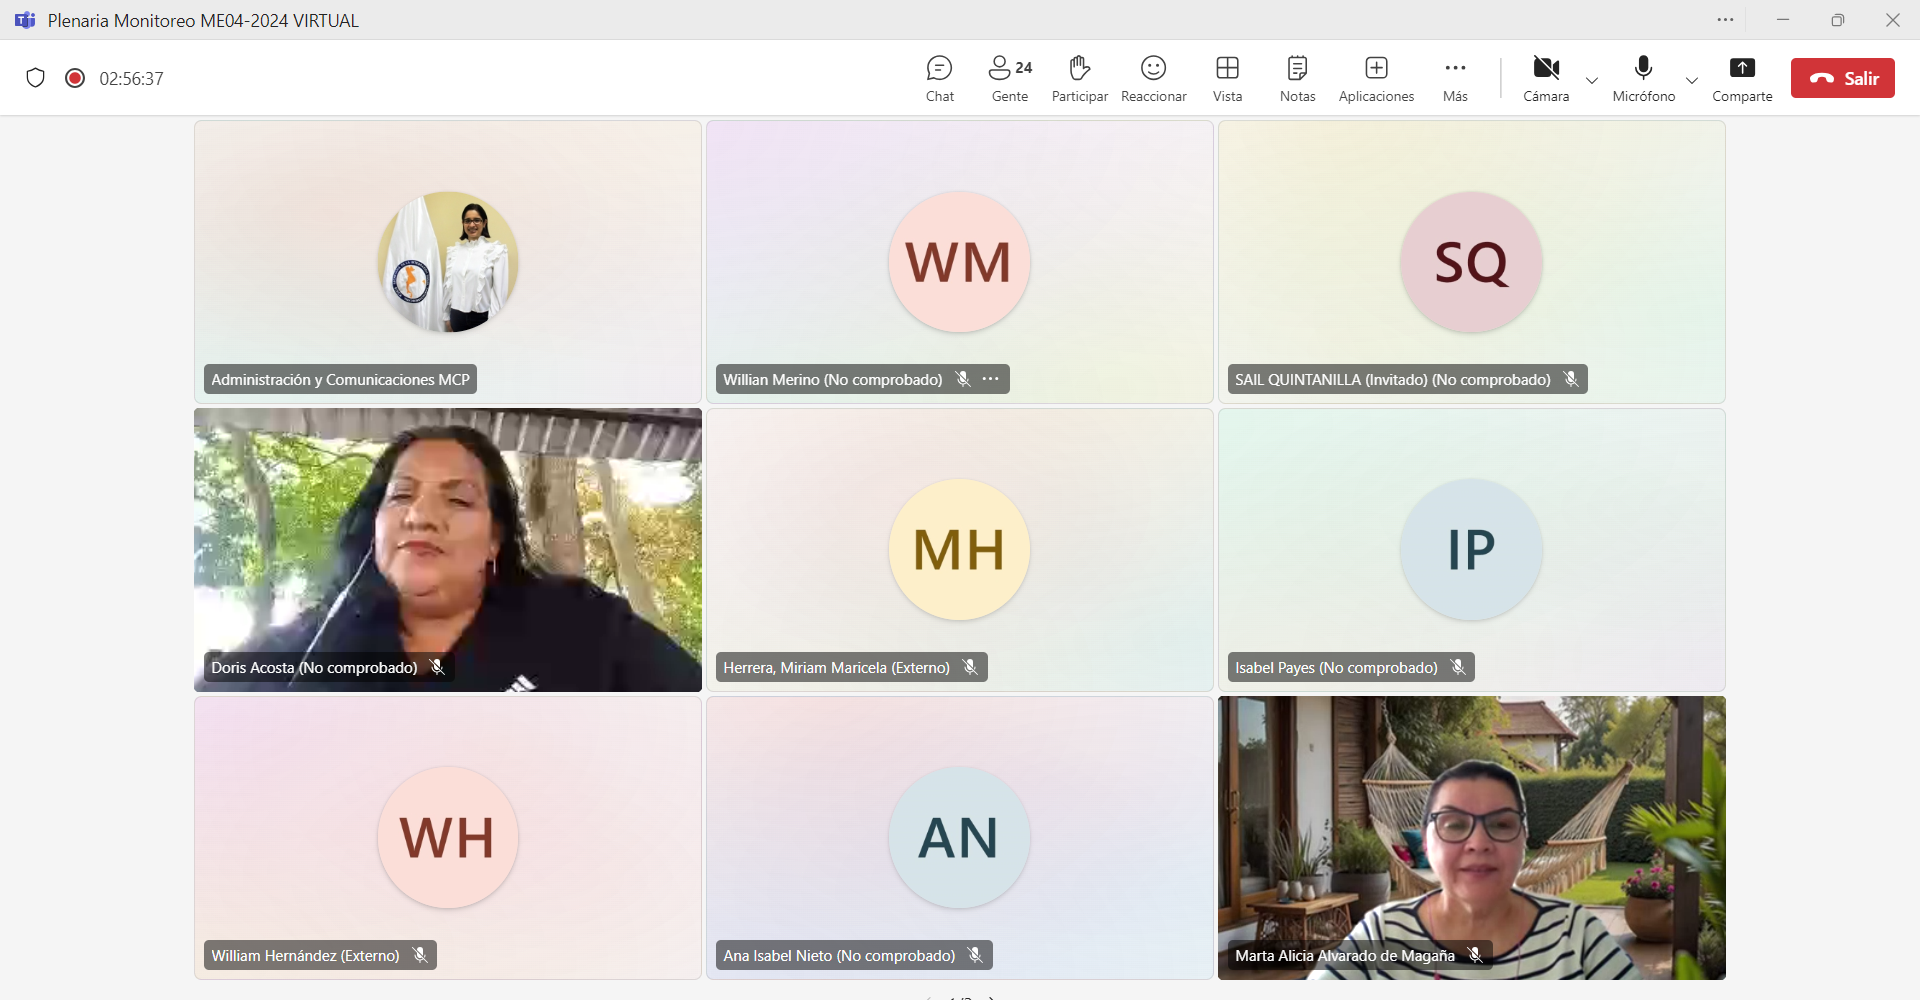 Plenaria Monitoreo ME04-2024 VIRTUAL
02:56:37
Chat
24
Gente
Participar
Reaccionar
Vista
Notas
Aplicaciones
Más
Cámara
Micrófono
Comparte
Salir
Administración y Comunicaciones MCP
WM
Willian Merino (No comprobado)
SQ
SAIL QUINTANILLA (Invitado) (No comprobado)
Doris Acosta (No comprobado)
MH
Herrera, Miriam Maricela (Externo)
IP
Isabel Payes (No comprobado)
WH
William Hernández (Externo)
AN
Ana Isabel Nieto (No comprobado)
Marta Alicia Alvarado de Magaña